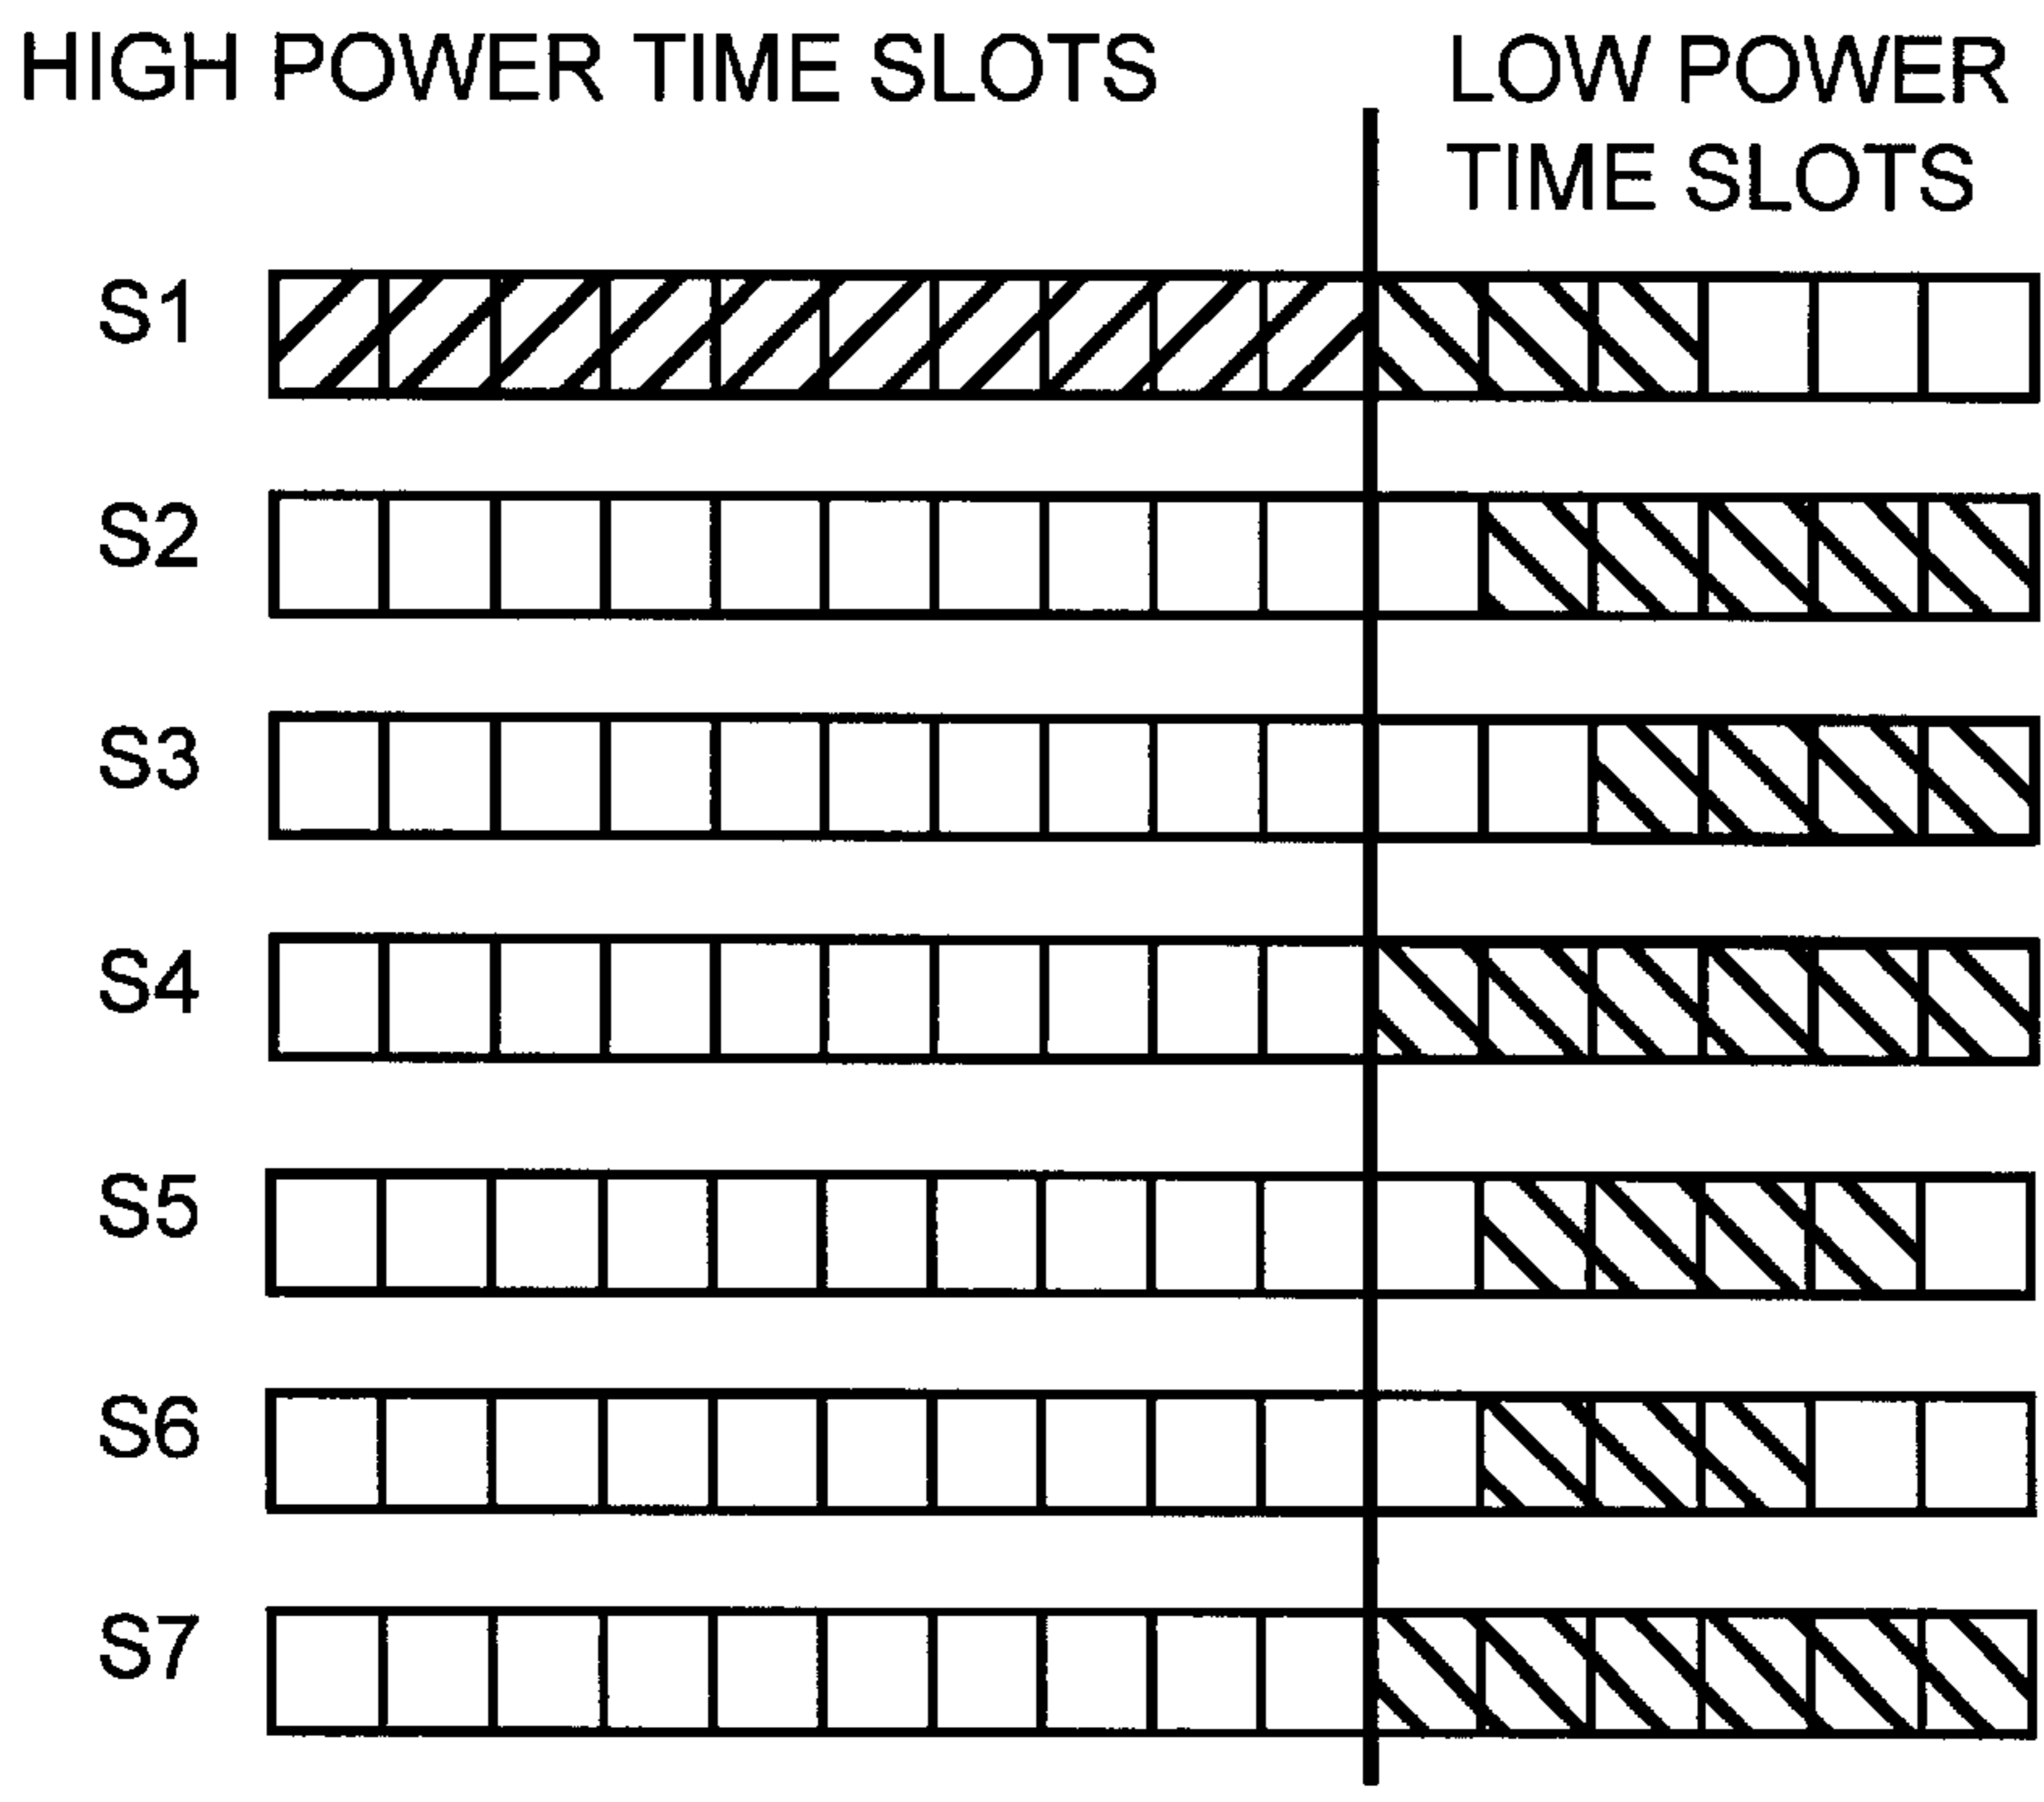 HIGH POWER TIME SLOTS
LOW POWER
TIME SLOTS
S1
S2
S3
S4
S5
S6
S7